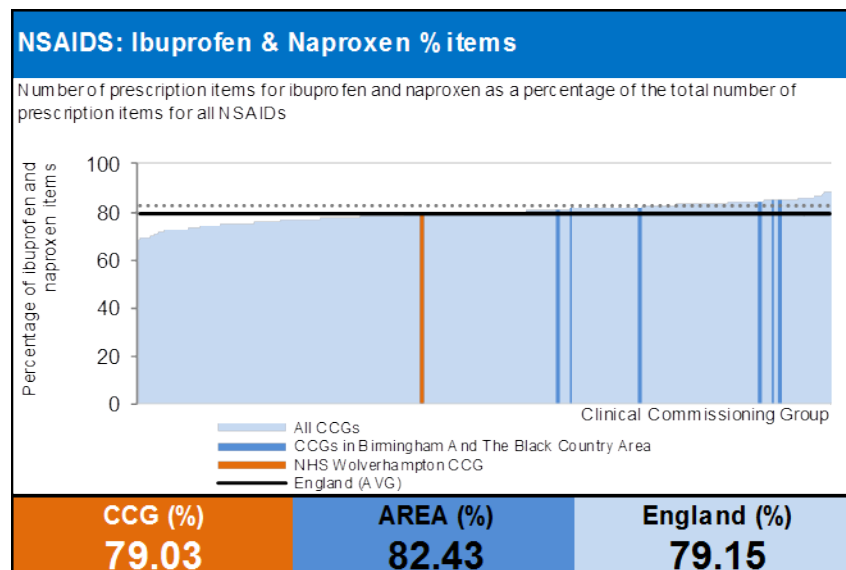 NSAIDS: Ibuprofen & Naproxen % items
Number of prescription items for ibuprofen and naproxen as a percentage of the total number of
prescription items for all NSAIDs
Percentage of ibuprofen and
naproxen items
100
80
60
40
20
0
Clinical Commissioning Group
All CCGs
CCGs in Birmingham And The Black Country Area
NHS Wolverhampton CCG
England (AVG)
CCG (%)
AREA (%)
England (%)
79.03
82.43
79.15